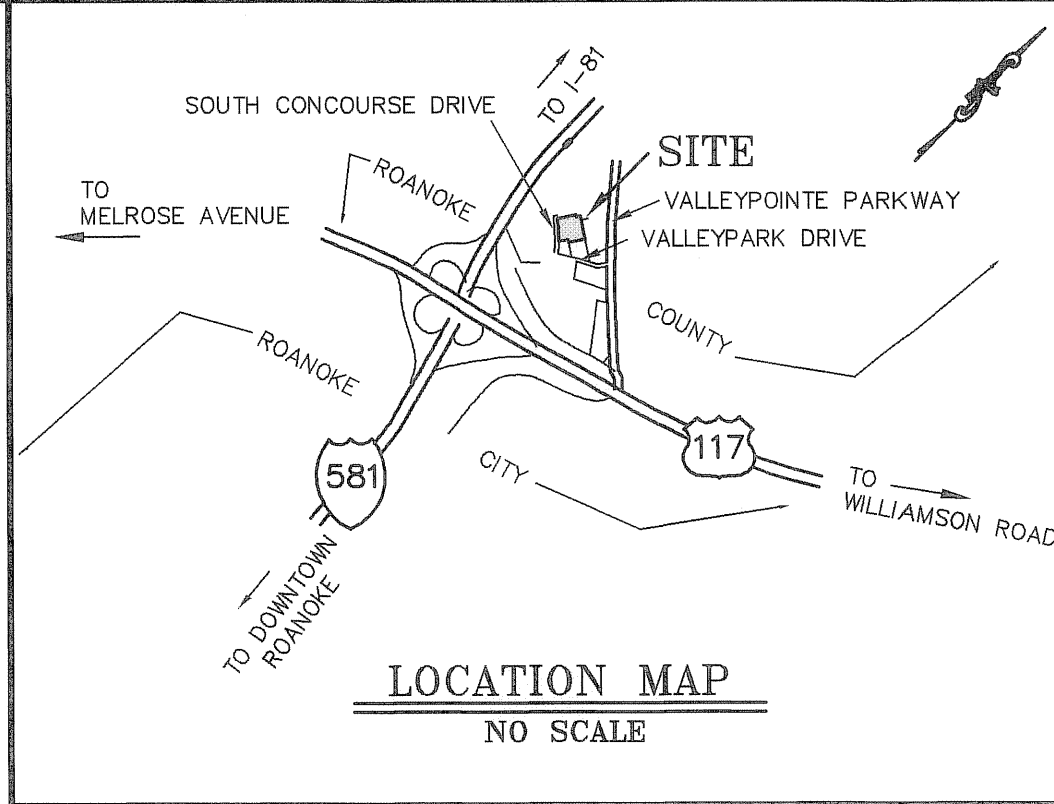 TO I-81
SOUTH CONCOURSE DRIVE
SITE
ROANOKE
TO
MELROSE AVENUE
VALLEYPOINTE PARKWAY
VALLEYPARK DRIVE
COUNTY
ROANOKE
117
581
CITY
TO
WILLIAMSON ROAD
TO DOWNTOWN
ROANOKE
LOCATION MAP
NO SCALE